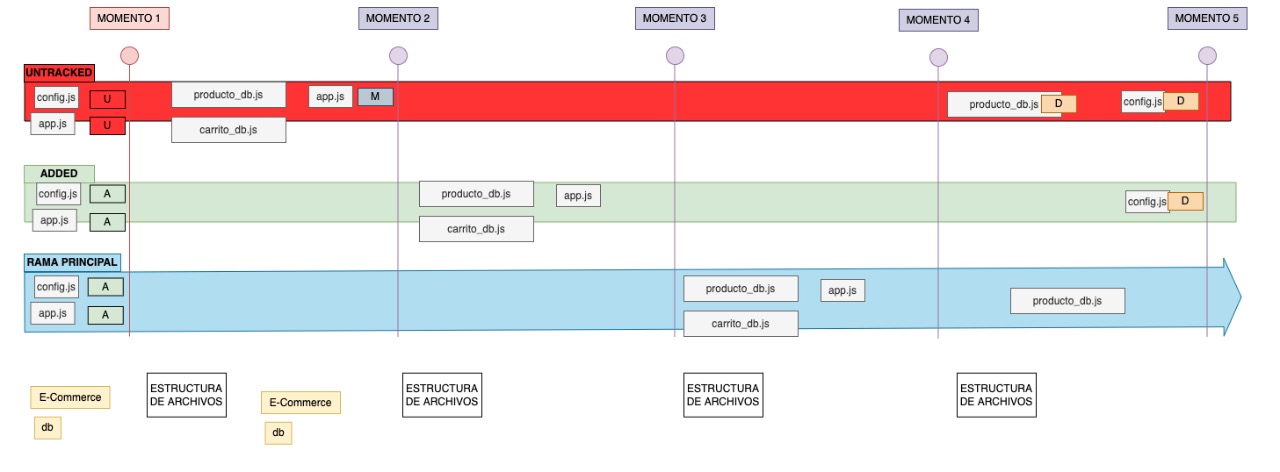 MOMENTO 1
MOMENTO 2
MOMENTO 3
MOMENTO 4
MOMENTO 5
UNTRACKED
config.js U
producto_db.js
app.js M
producto_db.js D
config.js D
app.js U
carrito_db.js
ADDED
config.js A
producto_db.js
app.js
config.js D
app.js A
carrito_db.js
RAMA PRINCIPAL
config.js A
producto_db.js
app.js
producto_db.js
app.js A
carrito_db.js
ESTRUCTURA
DE ARCHIVOS
ESTRUCTURA
DE ARCHIVOS
ESTRUCTURA
DE ARCHIVOS
ESTRUCTURA
DE ARCHIVOS
E-Commerce
db
E-Commerce
db